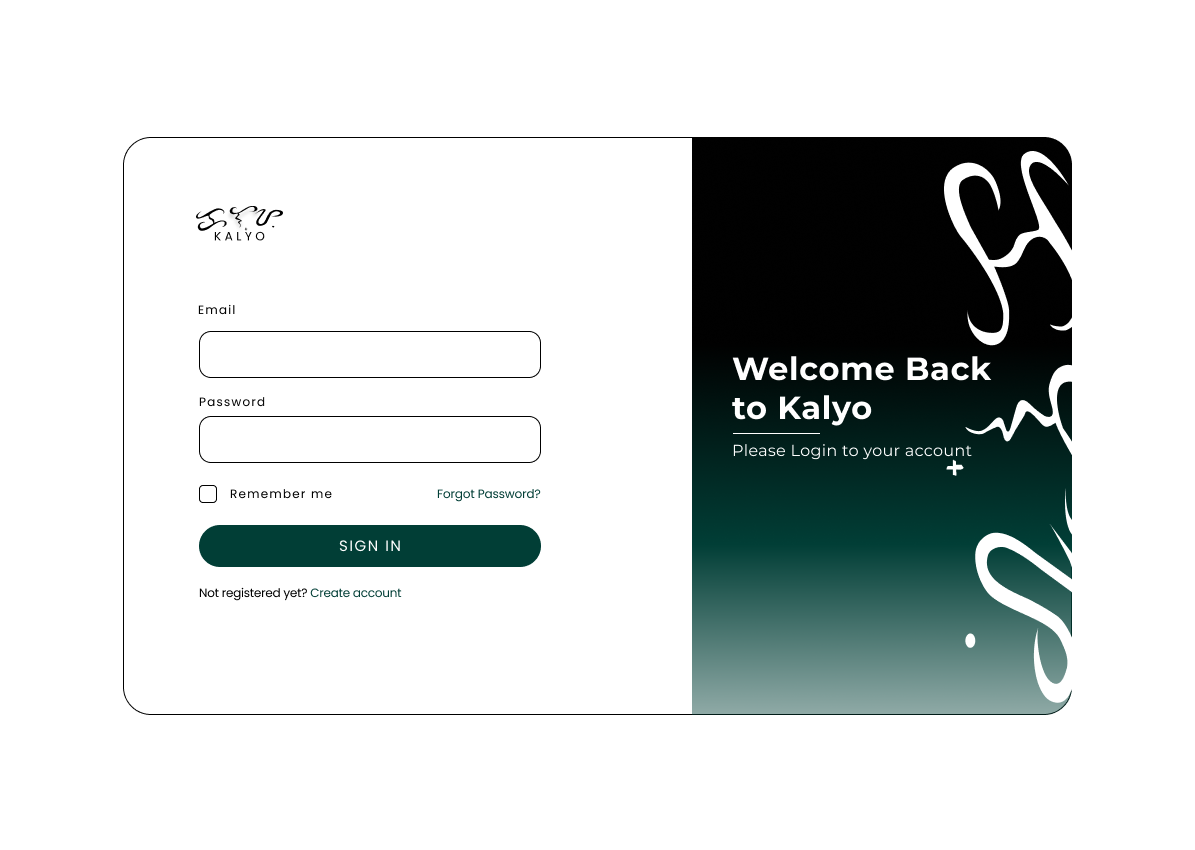 ᜃᜎ᜔ᜌᜓ
KALYO
Email
Password
Remember me
Forgot Password?
SIGN IN
Not registered yet? Create account
Welcome Back
to Kalyo
Please Login to your account